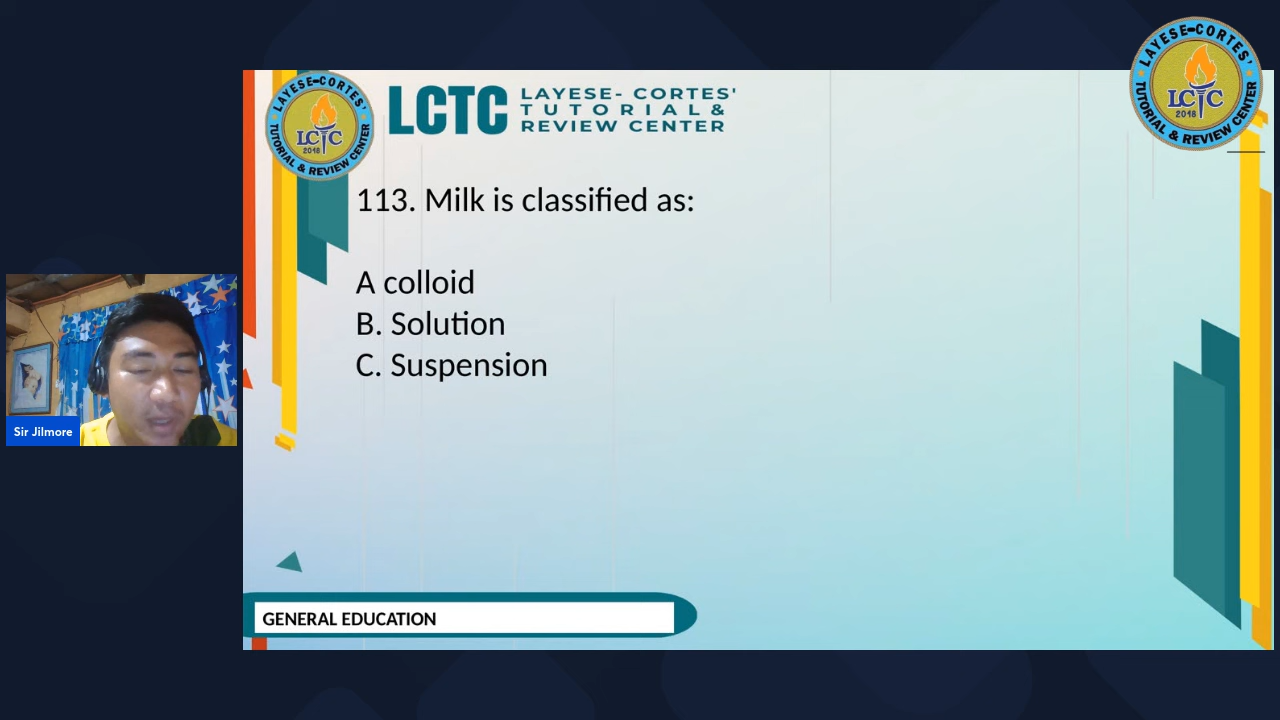 LAYESE-CORTES'
LCTC
2018
TUTORIAL & REVIEW CENTER
LCTC
LAYESE- CORTES'
TUTORIAL &
REVIEW CENTER
LAYESE-CORTES'
LCTC
2018
TUTORIAL & REVIEW CENTER
113. Milk is classified as:
A colloid
B. Solution
C. Suspension
Sir Jilmore
GENERAL EDUCATION